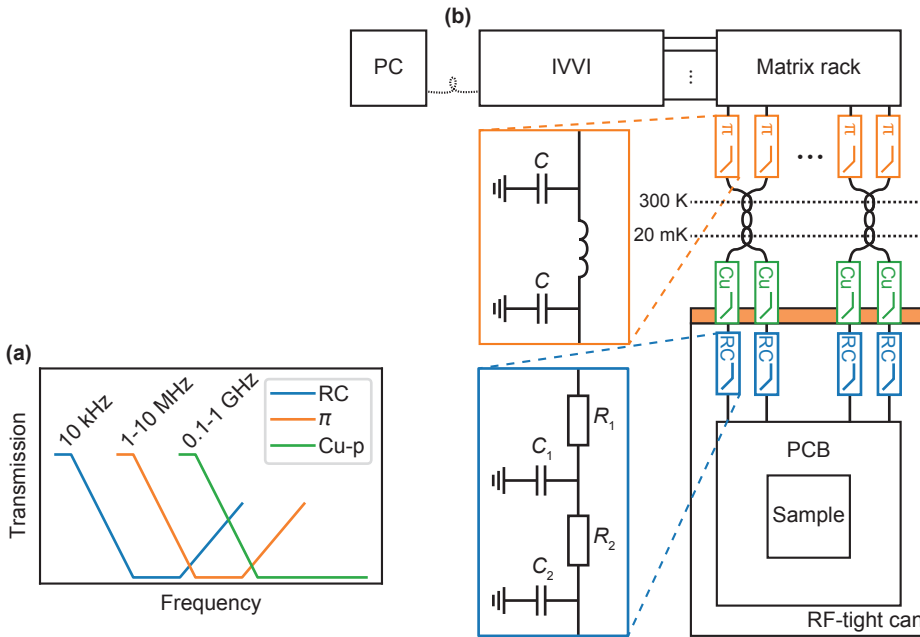 (b)
PC
IVVI
Matrix rack
...
π π ... π π
C
300 K
20 mK
C
Cu Cu Cu Cu
RC RC RC RC
(a)
10 kHz
1-10 MHz
0.1-1 GHz
RC
π
Cu-p
Transmission
Frequency
R1
C1
R2
C2
PCB
Sample
RF-tight can